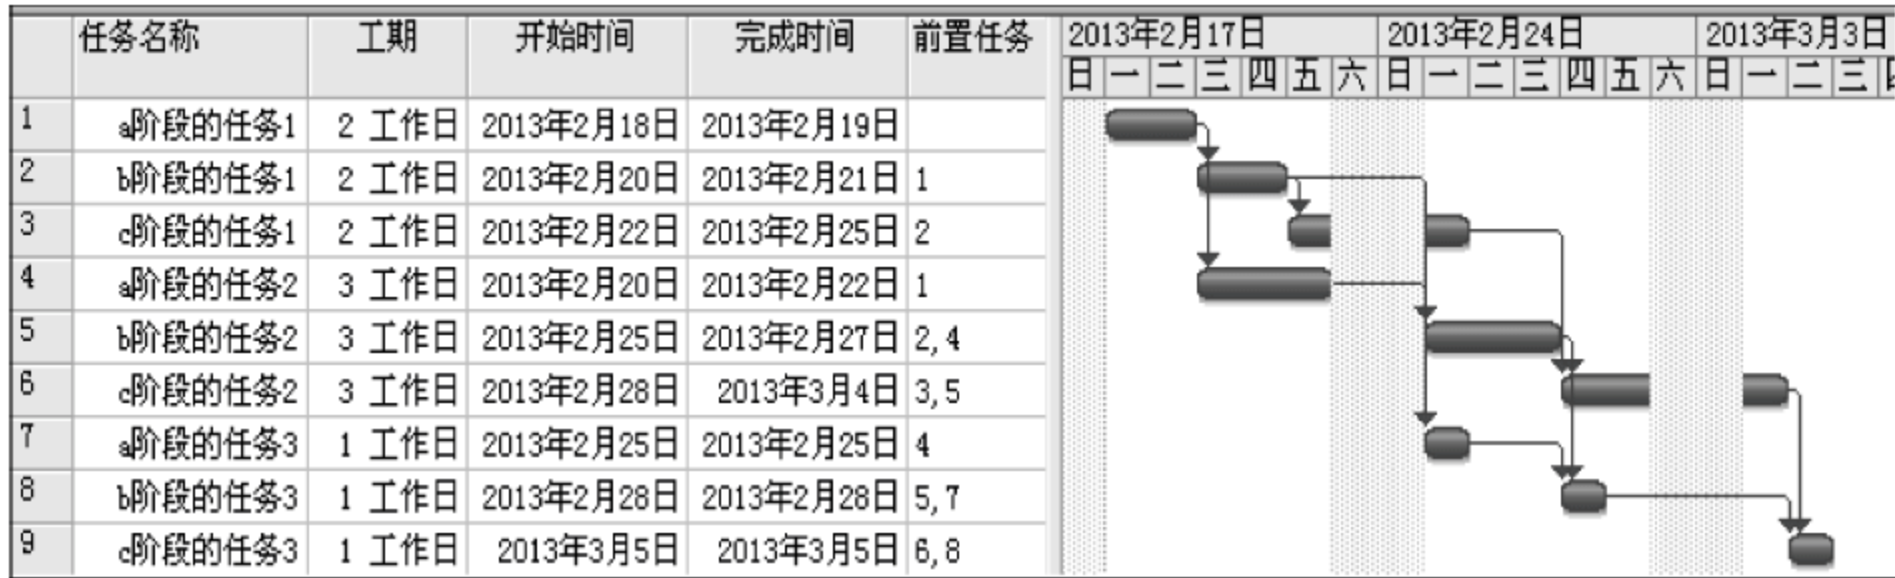 任务名称 工期 开始时间 完成时间 前置任务 2013年2月17日 2013年2月24日 2013年3月3日
日 一 二 三 四 五 六 日 一 二 三 四 五 六 日 一 二 三
1 a阶段的任务1 2 工作日 2013年2月18日 2013年2月19日
2 b阶段的任务1 2 工作日 2013年2月20日 2013年2月21日 1
3 c阶段的任务1 2 工作日 2013年2月22日 2013年2月25日 2
4 a阶段的任务2 3 工作日 2013年2月20日 2013年2月22日 1
5 b阶段的任务2 3 工作日 2013年2月25日 2013年2月27日 2,4
6 c阶段的任务2 3 工作日 2013年2月28日 2013年3月4日 3,5
7 a阶段的任务3 1 工作日 2013年2月25日 2013年2月25日 4
8 b阶段的任务3 1 工作日 2013年2月28日 2013年2月28日 5,7
9 c阶段的任务3 1 工作日 2013年3月5日 2013年3月5日 6,8